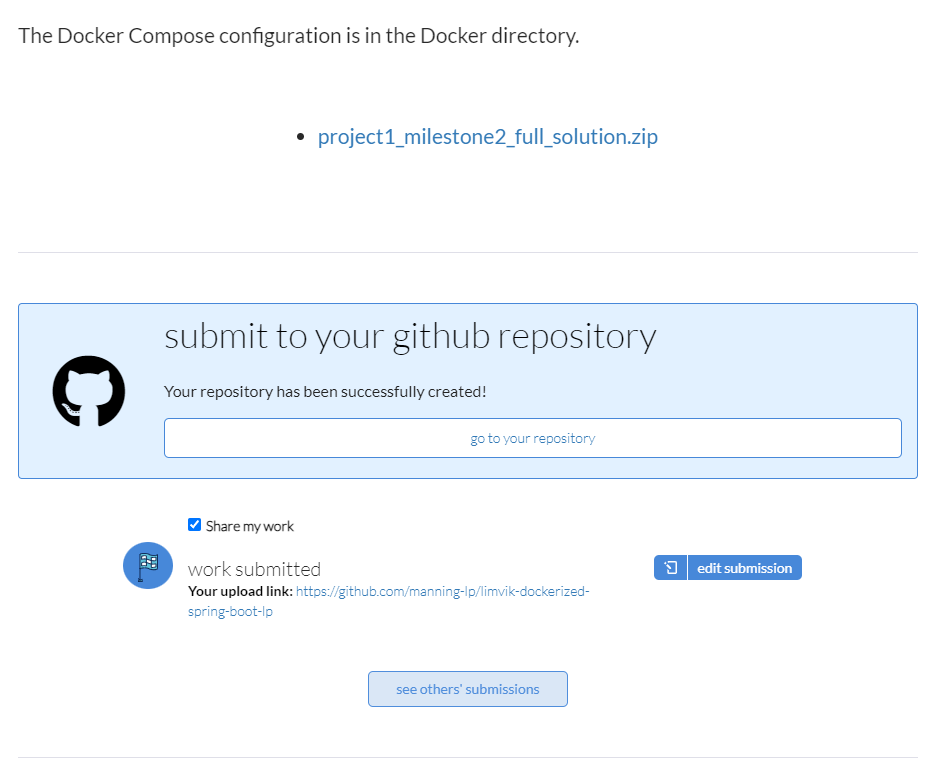 The Docker Compose configuration is in the Docker directory.
project1_milestone2_full_solution.zip
submit to your github repository
Your repository has been successfully created!
go to your repository
Share my work
work submitted
edit submission
Your upload link: https://github.com/manning-lp/limvik-dockerized-
spring-boot-lp
see others' submissions